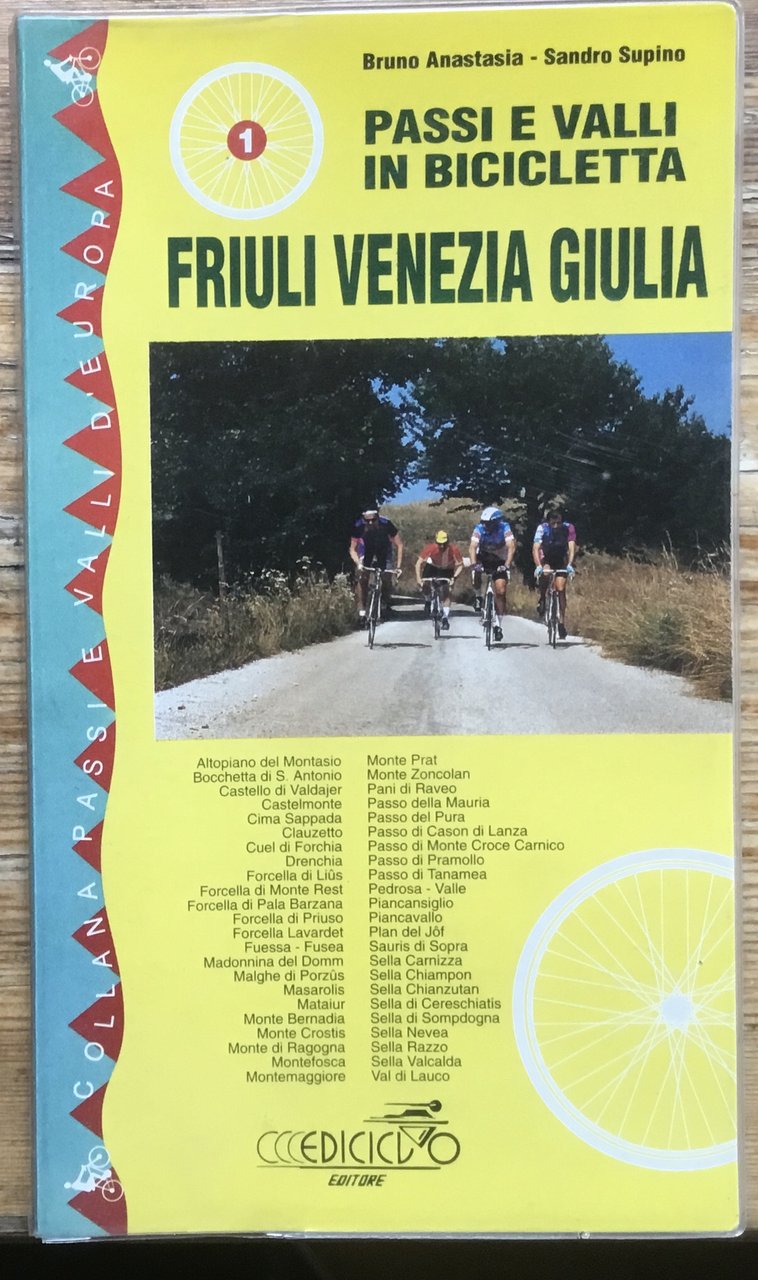 Bruno Anastasia - Sandro Supino
1
PASSI E VALLI
IN BICICLETTA
FRIULI VENEZIA GIULIA
COLLANA PASSI E VALLI D'EUROPA
Altopiano del Montasio
Bocchetta di S. Antonio
Castello di Valdajer
Castelmonte
Cima Sappada
Clauzetto
Cuel di Forchia
Drenchia
Forcella di Liûs
Forcella di Monte Rest
Forcella di Pala Barzana
Forcella di Priuso
Forcella Lavardet
Fuessa - Fusea
Madonnina del Domm
Malghe di Porzûs
Masarolis
Mataiur
Monte Bernadia
Monte Crostis
Monte di Ragogna
Montefosca
Montemaggiore
Monte Prat
Monte Zoncolan
Pani di Raveo
Passo della Mauria
Passo del Pura
Passo di Cason di Lanza
Passo di Monte Croce Carnico
Passo di Pramollo
Passo di Tanamea
Pedrosa - Valle
Piancansiglio
Piancavallo
Plan del Jôf
Sauris di Sopra
Sella Carnizza
Sella Chiampon
Sella Chianzutan
Sella di Cereschiatis
Sella di Sompdogna
Sella Nevea
Sella Razzo
Sella Valcalda
Val di Lauco
EDICICLO
EDITORE